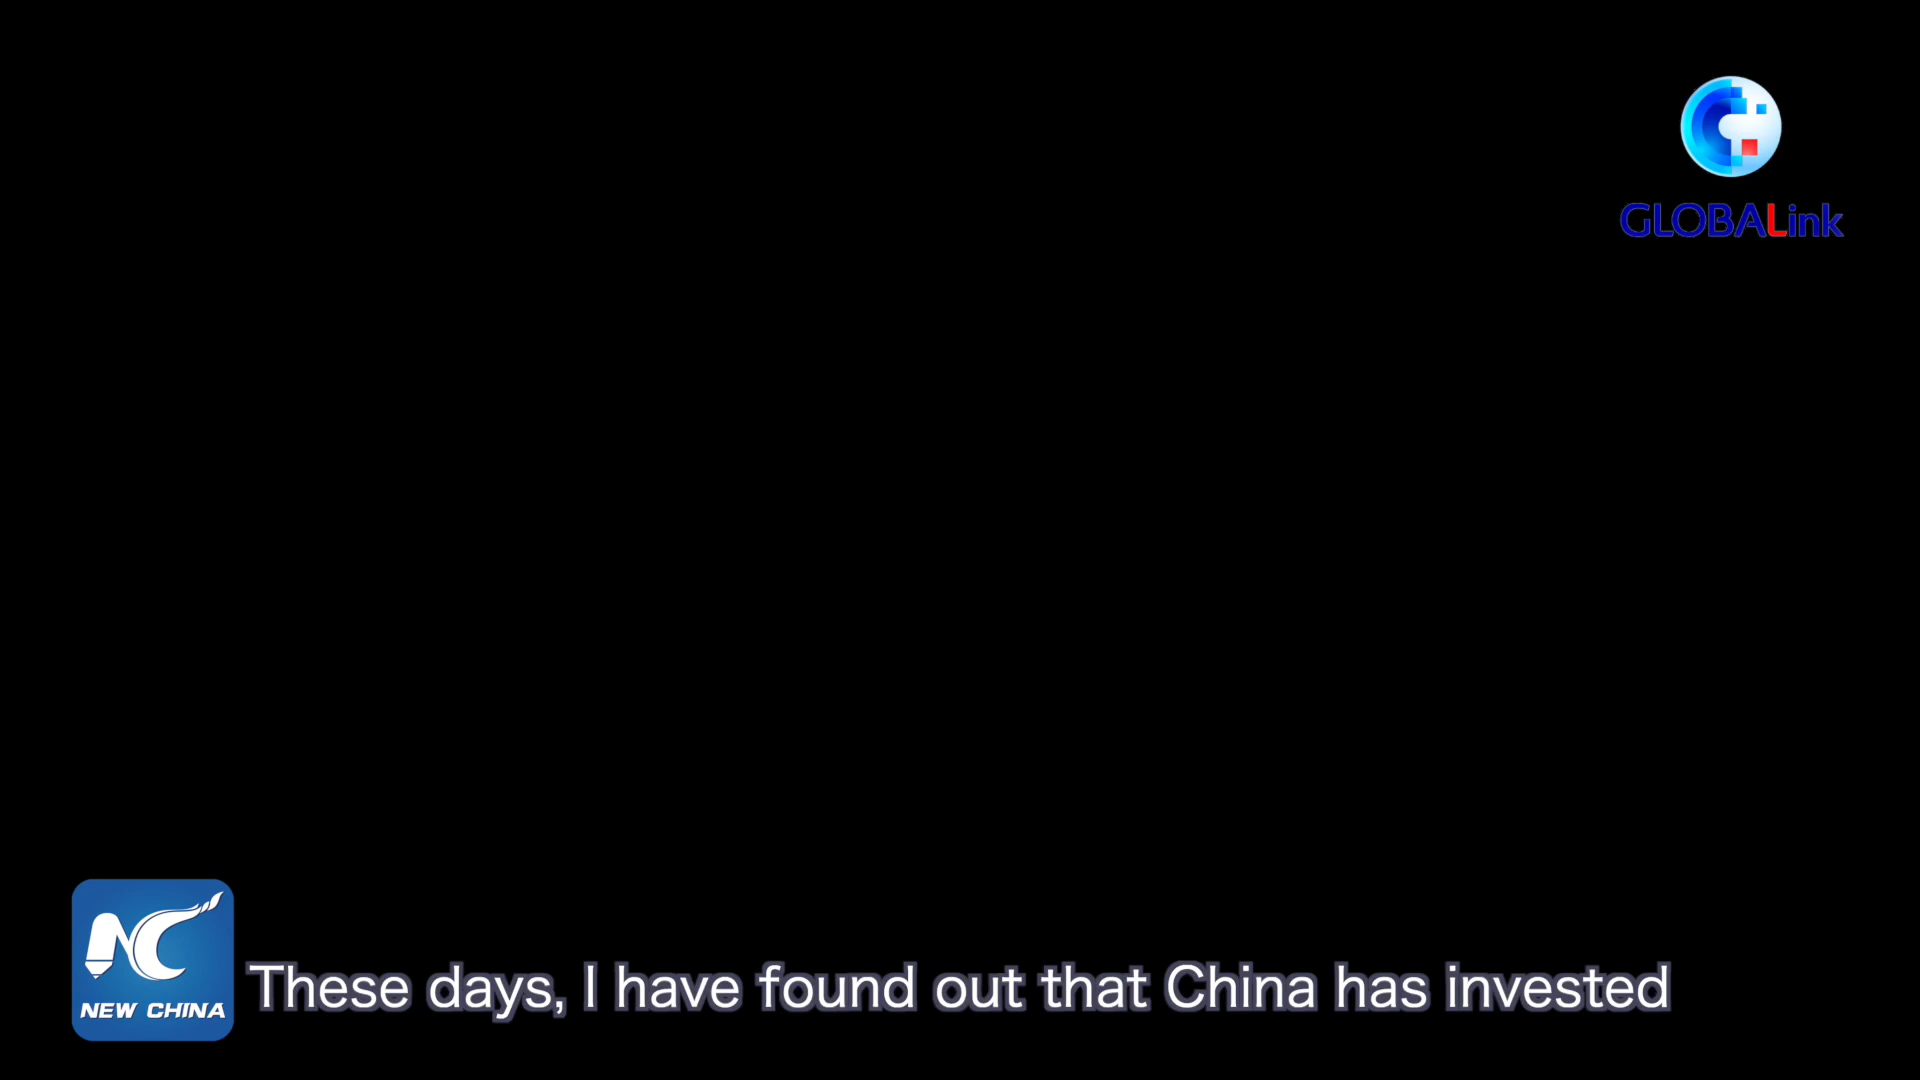 GLOBALink
NEW CHINA
These days, I have found out that China has invested